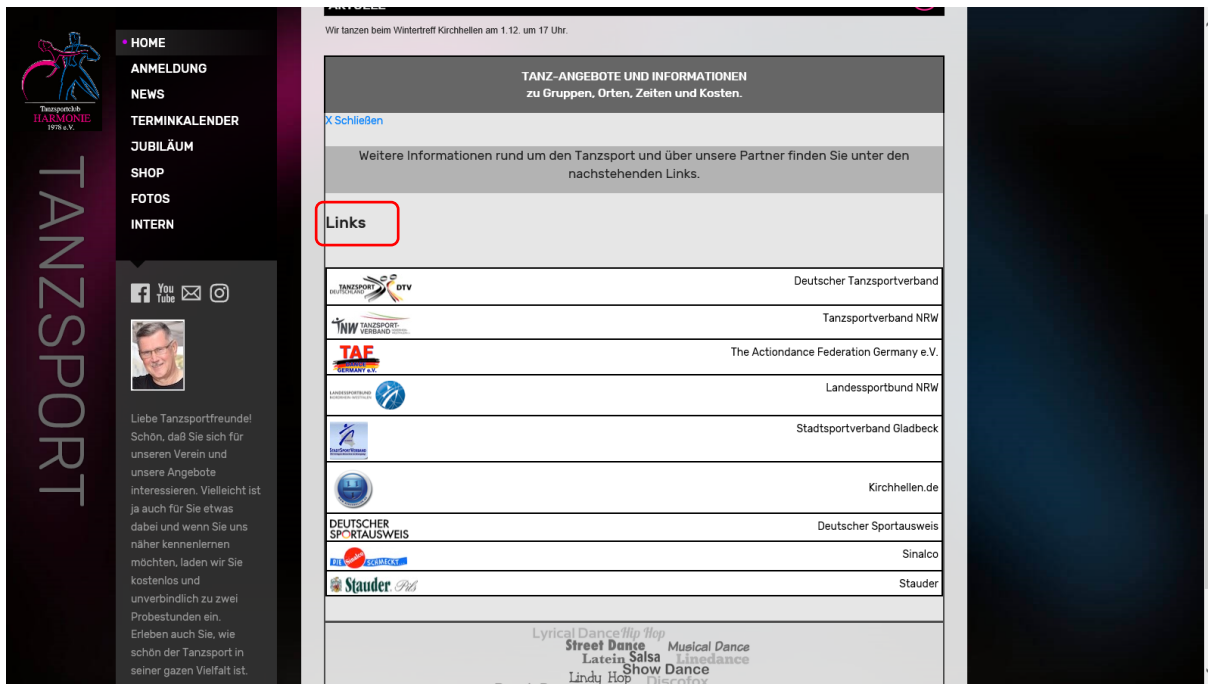 Tanzsportclub
HARMONIE
1978 e.V.
TANZSPORT
HOME
ANMELDUNG
NEWS
TERMINKALENDER
JUBILÄUM
SHOP
FOTOS
INTERN
You
Tube
Liebe Tanzsportfreunde!
Schön, daß Sie sich für
unseren Verein und
unsere Angebote
interessieren. Vielleicht ist
ja auch für Sie etwas
dabei und wenn Sie uns
näher kennenlernen
möchten, laden wir Sie
kostenlos und
unverbindlich zu zwei
Probestunden ein.
Erleben auch Sie, wie
schön der Tanzsport in
seiner gazen Vielfalt ist.
AKTUELL
Wir tanzen beim Wintertreff Kirchhellen am 1.12. um 17 Uhr.
TANZ-ANGEBOTE UND INFORMATIONEN
zu Gruppen, Orten, Zeiten und Kosten.
X Schließen
Weitere Informationen rund um den Tanzsport und über unsere Partner finden Sie unter den
nachstehenden Links.
Links
TANZSPORT DEUTSCHLAND DTV
Deutscher Tanzsportverband
TNW TANZSPORT-
VERBAND
Tanzsportverband NRW
TAF
GERMANY e.V.
The Actiondance Federation Germany e.V.
LANDESSPORTBUND
NORDRHEIN-WESTFALEN
Landessportbund NRW
Stadtsportverband Gladbeck
Kirchhellen.de
DEUTSCHER
SPORTAUSWEIS
Deutscher Sportausweis
DIE Sinalco SCHMECKT
Sinalco
Stauder Pils
Stauder
Lyrical Dance Hip Hop
Street Dance Musical Dance
Latein Salsa Linedance
Show Dance
Lindy Hop Discofox